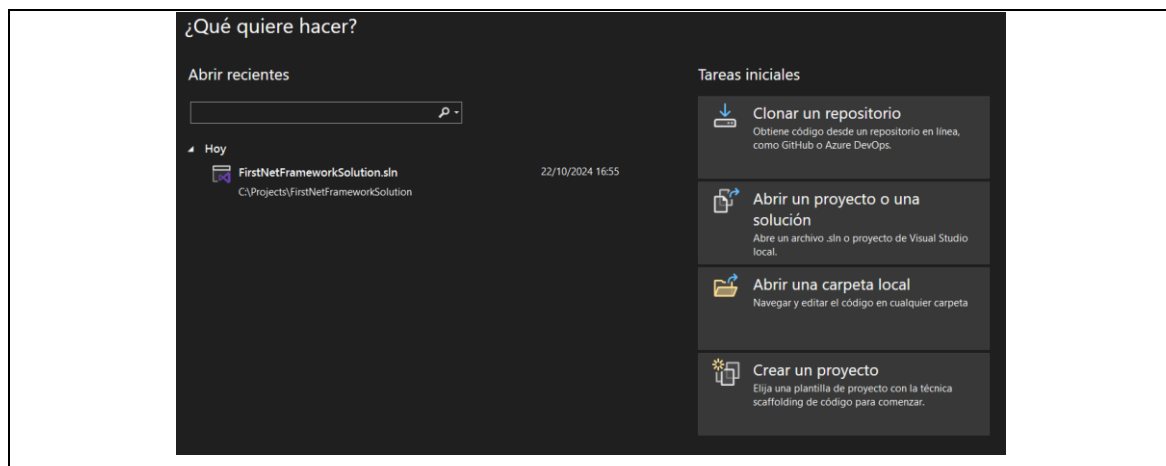 ¿Qué quiere hacer?
Abrir recientes
Hoy
FirstNetFrameworkSolution.sln
22/10/2024 16:55
C:\Projects\FirstNetFrameworkSolution
Tareas iniciales
Clonar un repositorio
Obtiene código desde un repositorio en línea,
como GitHub o Azure DevOps.
Abrir un proyecto o una
solución
Abre un archivo .sln o proyecto de Visual Studio
local.
Abrir una carpeta local
Navegar y editar el código en cualquier carpeta
Crear un proyecto
Elija una plantilla de proyecto con la técnica
scaffolding de código para comenzar.